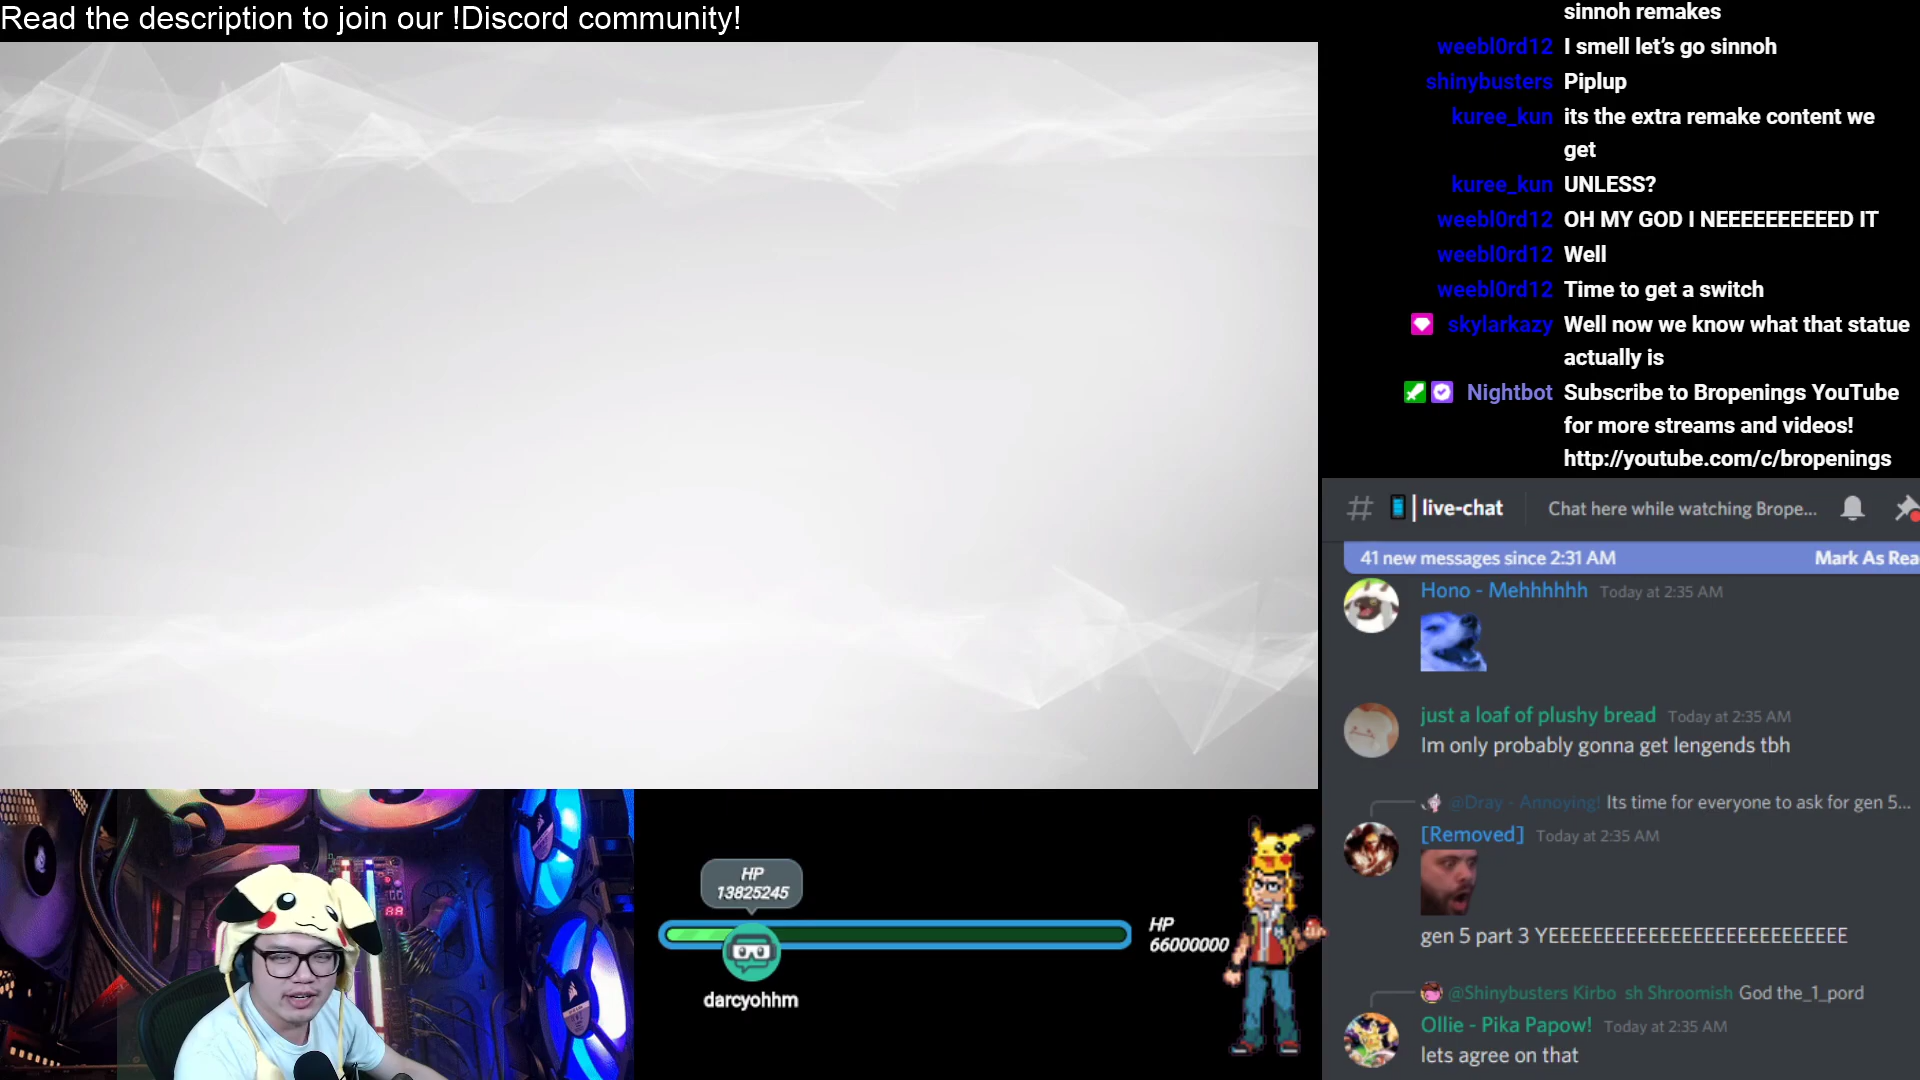 Read the description to join our !Discord community!
sinnoh remakes
weebl0rd12 I smell let’s go sinnoh
shinybusters Piplup
kuree_kun its the extra remake content we
get
kuree_kun UNLESS?
weebl0rd12 OH MY GOD I NEEEEEEEEEED IT
weebl0rd12 Well
weebl0rd12 Time to get a switch
skylarkazy Well now we know what that statue
actually is
Nightbot Subscribe to Bropenings YouTube
for more streams and videos!
http://youtube.com/c/bropenings
# | live-chat Chat here while watching Brope...
41 new messages since 2:31 AM Mark As Rea
Hono - Mehhhhhh Today at 2:35 AM
just a loaf of plushy bread Today at 2:35 AM
Im only probably gonna get lengends tbh
@Dray - Annoying! Its time for everyone to ask for gen 5...
[Removed] Today at 2:35 AM
gen 5 part 3 YEEEEEEEEEEEEEEEEEEEEEEEEEEE
@Shinybusters Kirbo sh Shroomish God the_1_pord
Ollie - Pika Papow! Today at 2:35 AM
lets agree on that
HP
13825245
HP
66000000
darcyohhm